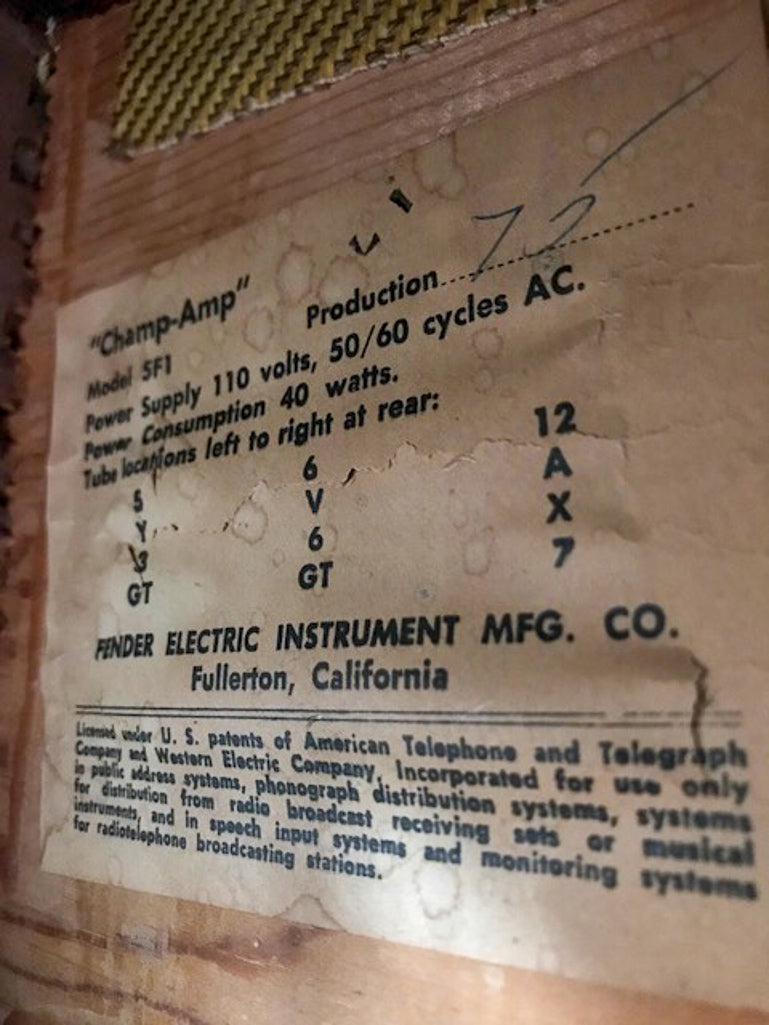 "Champ-Amp" Production 72
Model 5F1
Power Supply 110 volts, 50/60 cycles AC.
Power Consumption 40 watts.
Tube locations left to right at rear:
5 6 12
Y V A
3 6 X
GT GT 7
FENDER ELECTRIC INSTRUMENT MFG. CO.
Fullerton, California
Licensed under U. S. patents of American Telephone and Telegraph
Company and Western Electric Company, Incorporated for use only
in public address systems, phonograph distribution systems, systems
for distribution from radio broadcast receiving sets or musical
instruments, and in speech input systems and monitoring systems
for radiotelephone broadcasting stations.